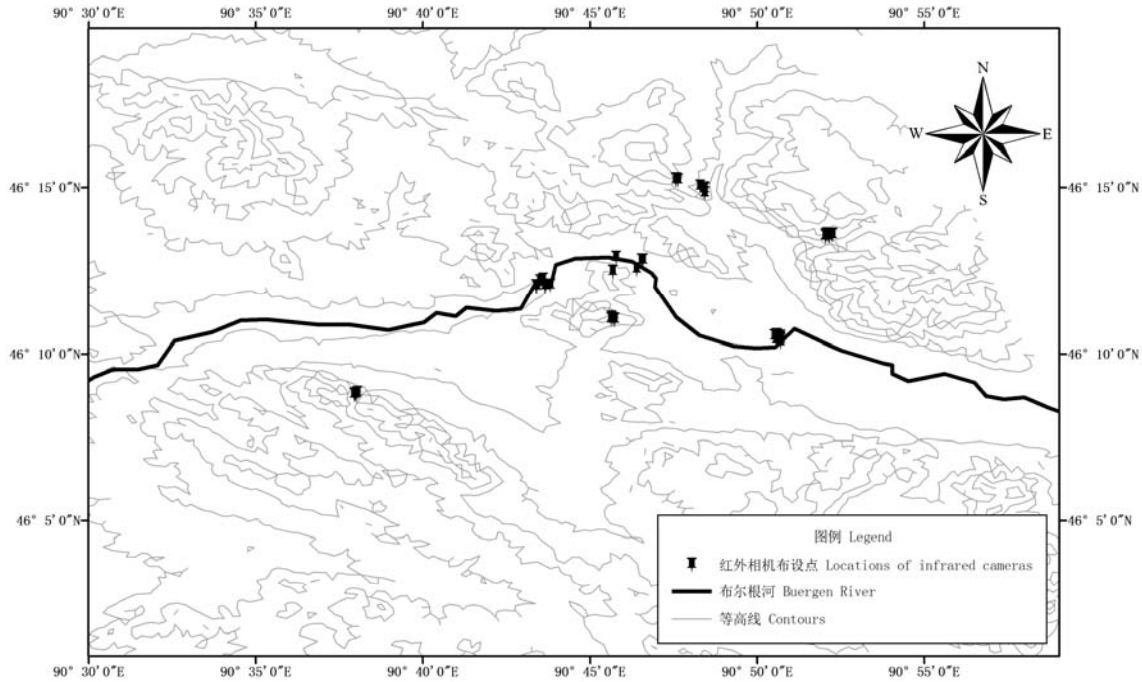 90° 30′0″E 90° 35′0″E 90° 40′0″E 90° 45′0″E 90° 50′0″E 90° 55′0″E
N
W E
S
46° 15′0″N 46° 15′0″N
46° 10′0″N 46° 10′0″N
46° 5′0″N 46° 5′0″N
图例 Legend
红外相机布设点 Locations of infrared cameras
布尔根河 Buergen River
等高线 Contours
90° 30′0″E 90° 35′0″E 90° 40′0″E 90° 45′0″E 90° 50′0″E 90° 55′0″E